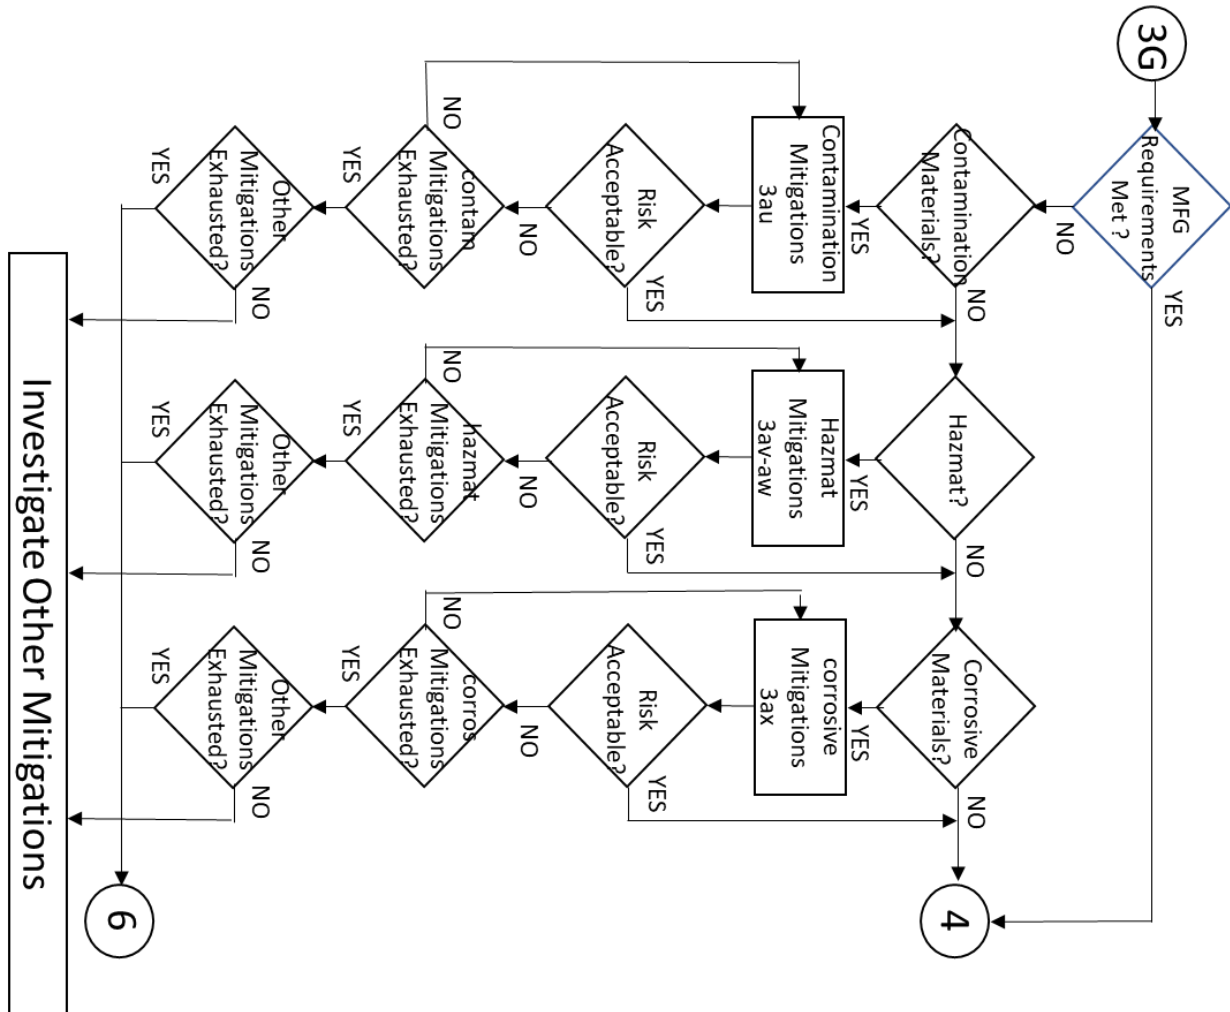 3G
MFG
Requirements
Met ?
YES
NO
Contamination
Materials?
NO
YES
Hazmat?
NO
YES
Corrosive
Materials?
NO
YES
4
Contamination
Mitigations
3au
Hazmat
Mitigations
3av-aw
corrosive
Mitigations
3ax
Risk
Acceptable?
YES
NO
Risk
Acceptable?
YES
NO
Risk
Acceptable?
YES
NO
NO
contam
Mitigations
Exhausted?
YES
NO
hazmat
Mitigations
Exhausted?
YES
NO
corros
Mitigations
Exhausted?
YES
Other
Mitigations
Exhausted?
NO
YES
Other
Mitigations
Exhausted?
NO
YES
Other
Mitigations
Exhausted?
NO
YES
6
Investigate Other Mitigations